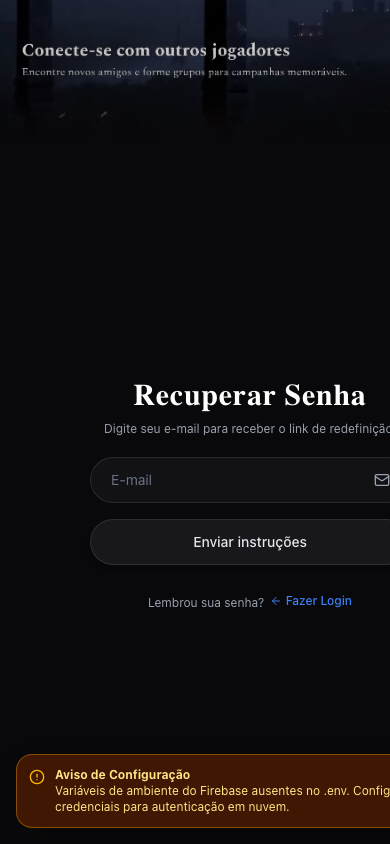 Conecte-se com outros jogadores
Encontre novos amigos e forme grupos para campanhas memoráveis.
Recuperar Senha
Digite seu e-mail para receber o link de redefinição
E-mail
Enviar instruções
Lembrou sua senha? ← Fazer Login
Aviso de Configuração
Variáveis de ambiente do Firebase ausentes no .env. Config
credenciais para autenticação em nuvem.